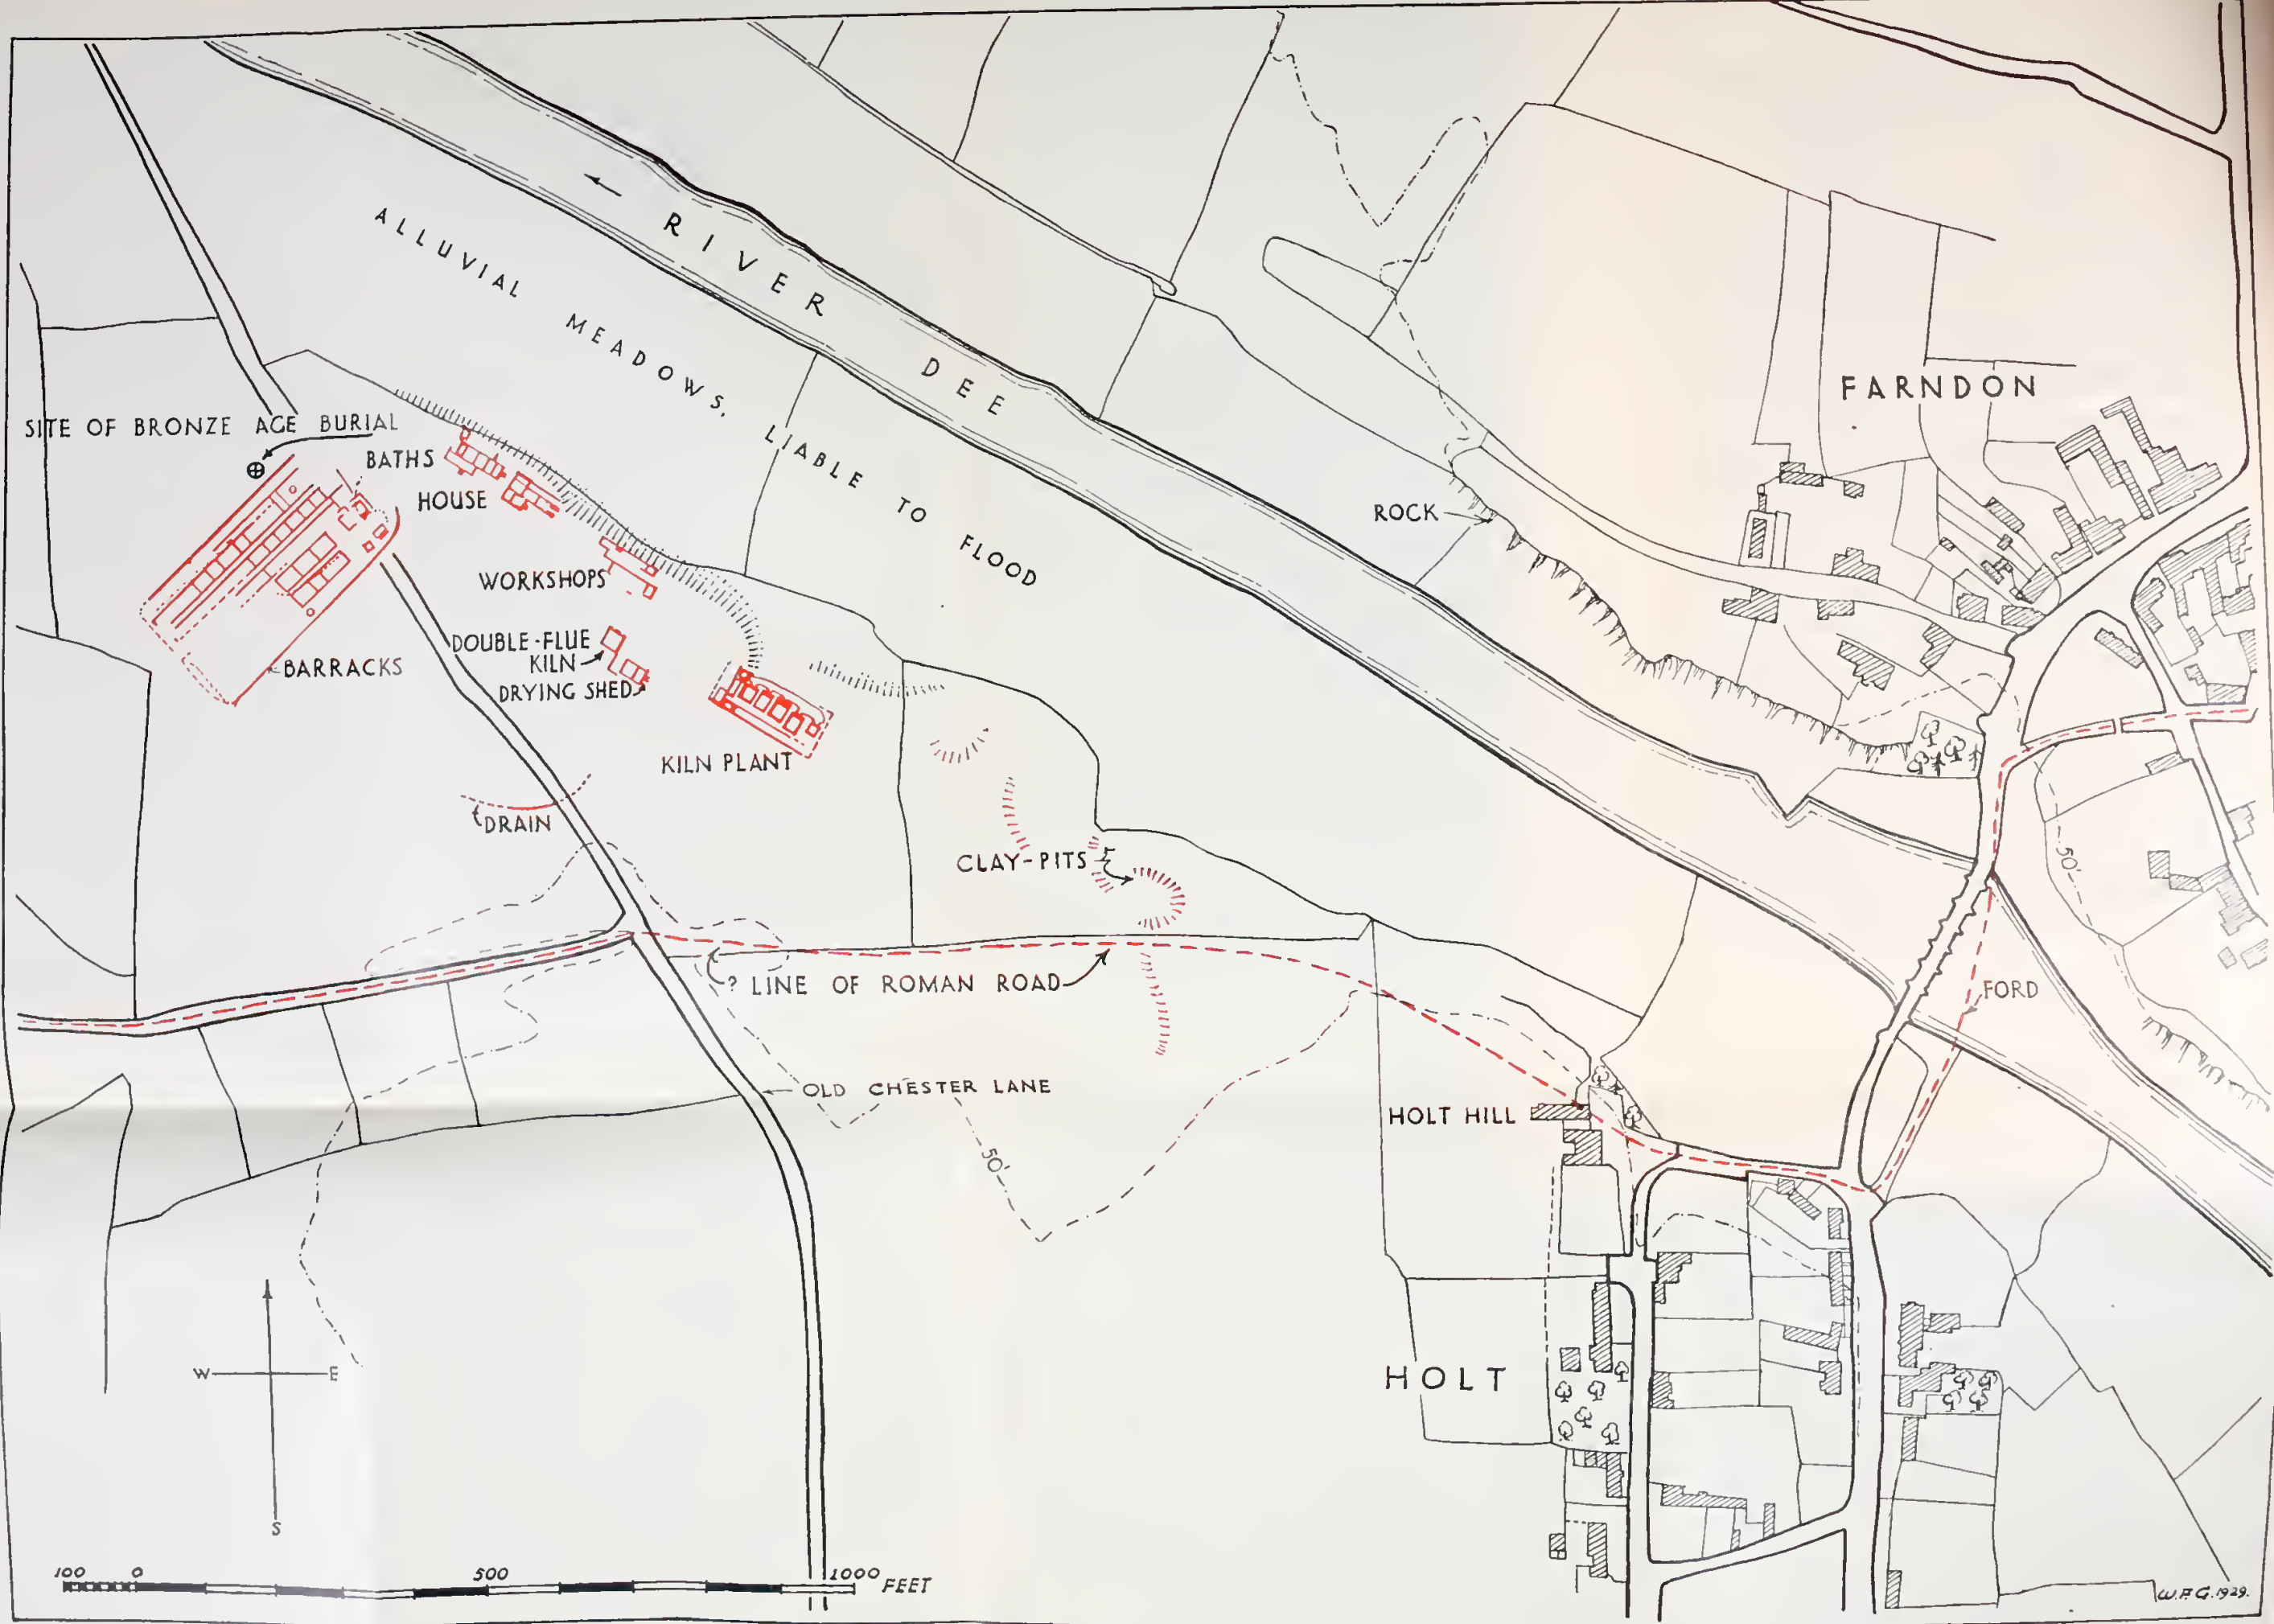 RIVER DEE
ALLUVIAL MEADOWS, LIABLE TO FLOOD
FARNDON
SITE OF BRONZE AGE BURIAL
BATHS
HOUSE
ROCK
WORKSHOPS
DOUBLE-FLUE
KILN
DRYING SHED
BARRACKS
KILN PLANT
DRAIN
CLAY-PITS
50'
? LINE OF ROMAN ROAD
FORD
OLD CHESTER LANE
HOLT HILL
50'
W E
S
HOLT
100 0 500 1000 FEET
W.F.G. 1929.